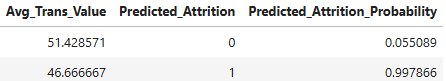 Avg_Trans_Value Predicted_Attrition Predicted_Attrition_Probability
51.428571 0 0.055089
46.666667 1 0.997866